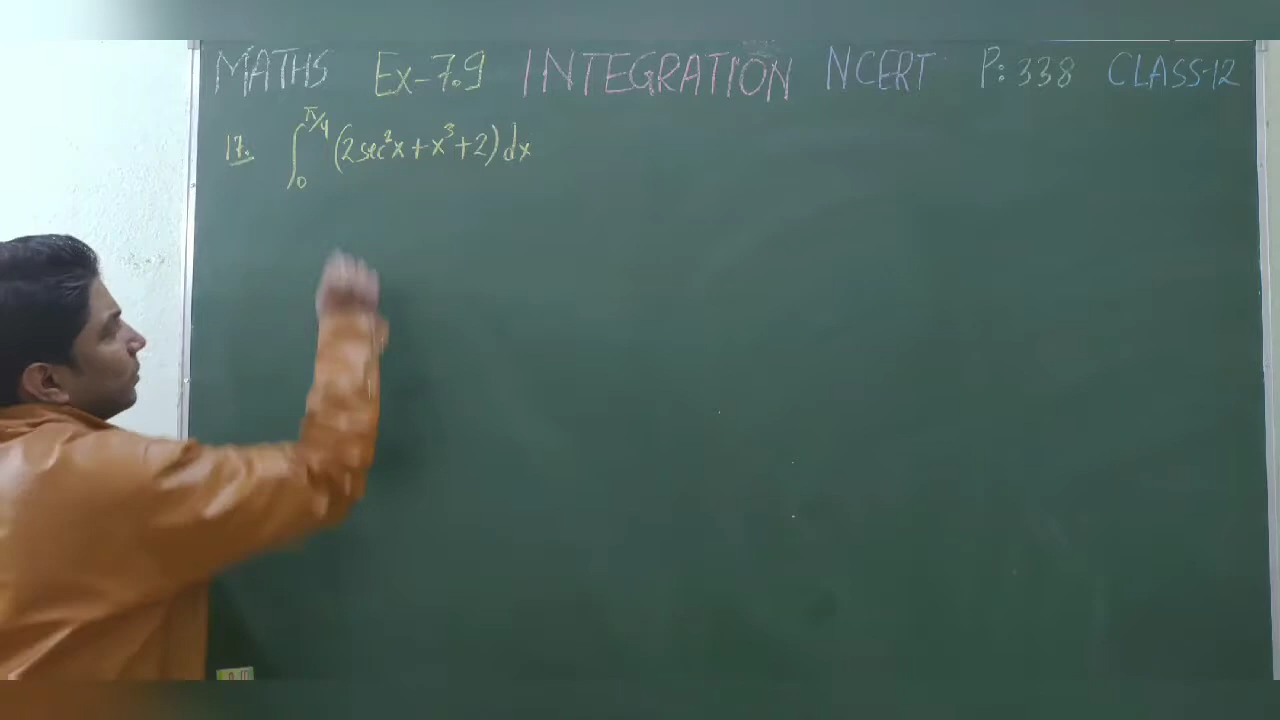 MATHS Ex-7.9 INTEGRATION NCERT P: 338 CLASS-12
17. ∫₀^π/4 (2sec²x + x³ + 2) dx